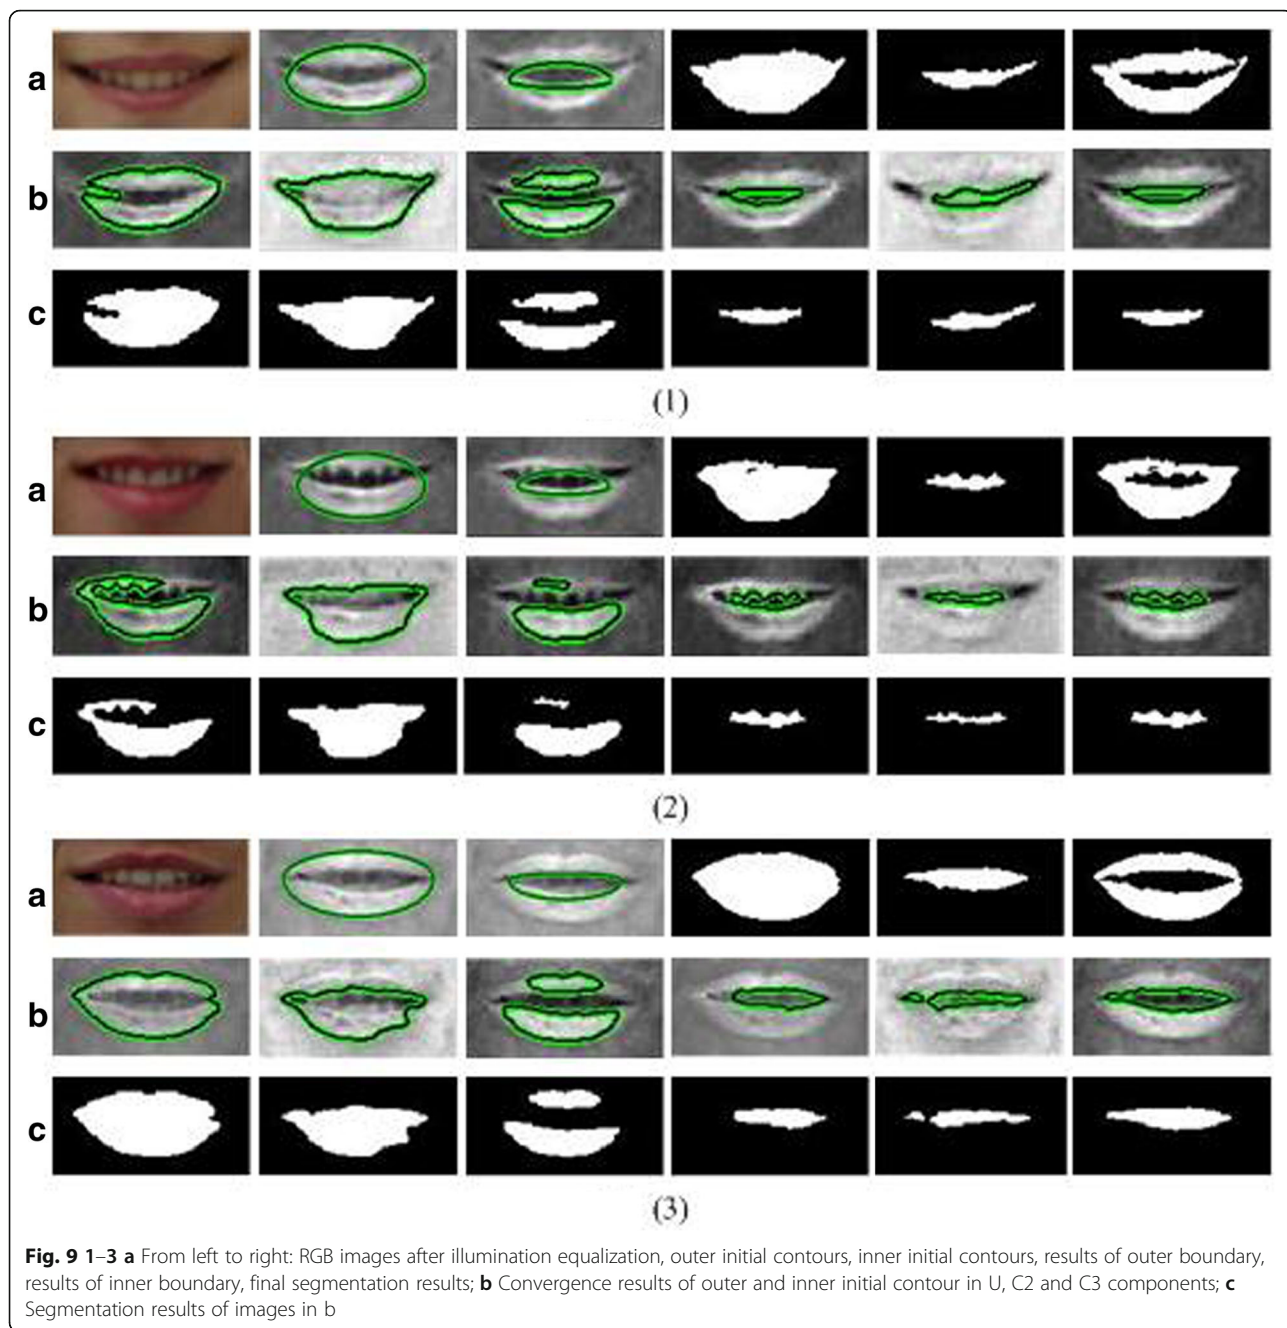 a
b
c
(1)
a
b
c
(2)
a
b
c
(3)
Fig. 9 1–3 a From left to right: RGB images after illumination equalization, outer initial contours, inner initial contours, results of outer boundary,
results of inner boundary, final segmentation results; b Convergence results of outer and inner initial contour in U, C2 and C3 components; c
Segmentation results of images in b